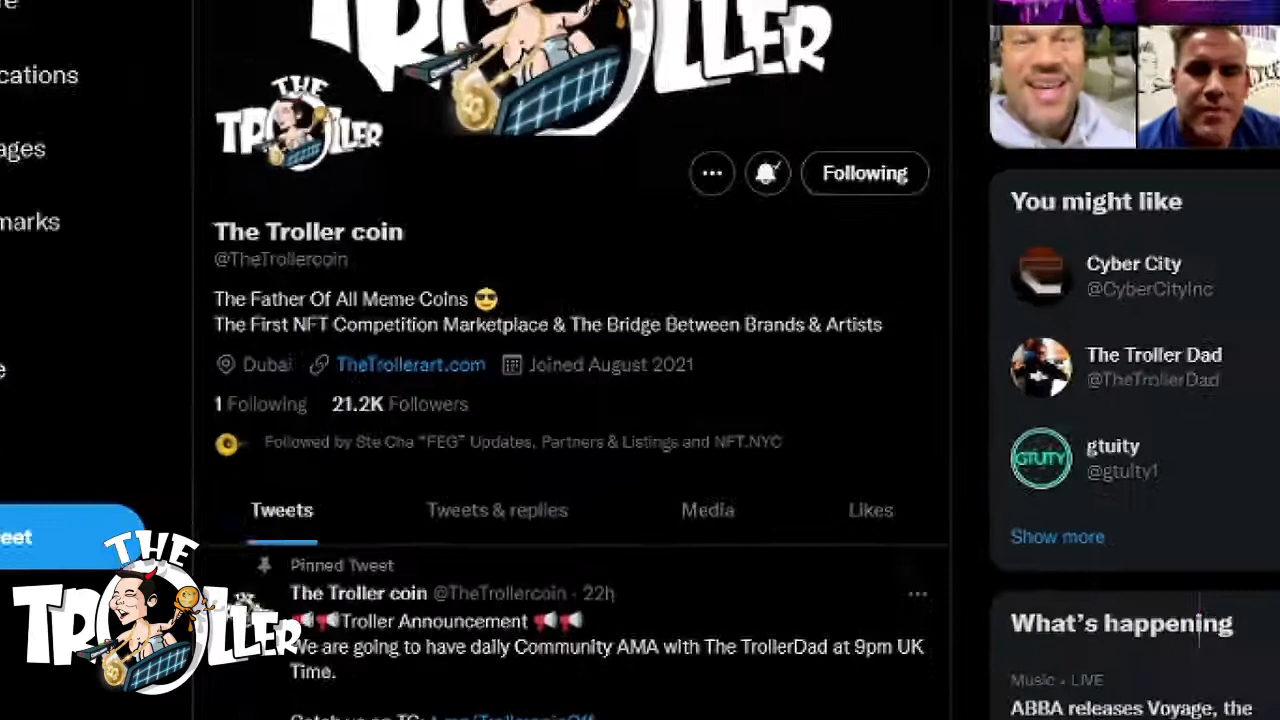 cations
ages
marks
eet
TROLLER
THE
TROLLER
Following
The Troller coin
@TheTrollercoin
The Father Of All Meme Coins 😎
The First NFT Competition Marketplace & The Bridge Between Brands & Artists
Dubai TheTrollerart.com Joined August 2021
1 Following 21.2K Followers
Followed by Ste Cha "FEG" Updates, Partners & Listings and NFT.NYC
Tweets Tweets & replies Media Likes
Pinned Tweet
The Troller coin @TheTrollercoin · 22h
Troller Announcement
We are going to have daily Community AMA with The TrollerDad at 9pm UK
Time.
THE
TROLLER
You might like
Cyber City
@CyberCityInc
The Troller Dad
@TheTrollerDad
GTUITY
gtuity
@gtuity1
Show more
What's happening
Music · LIVE
ABBA releases Voyage, the